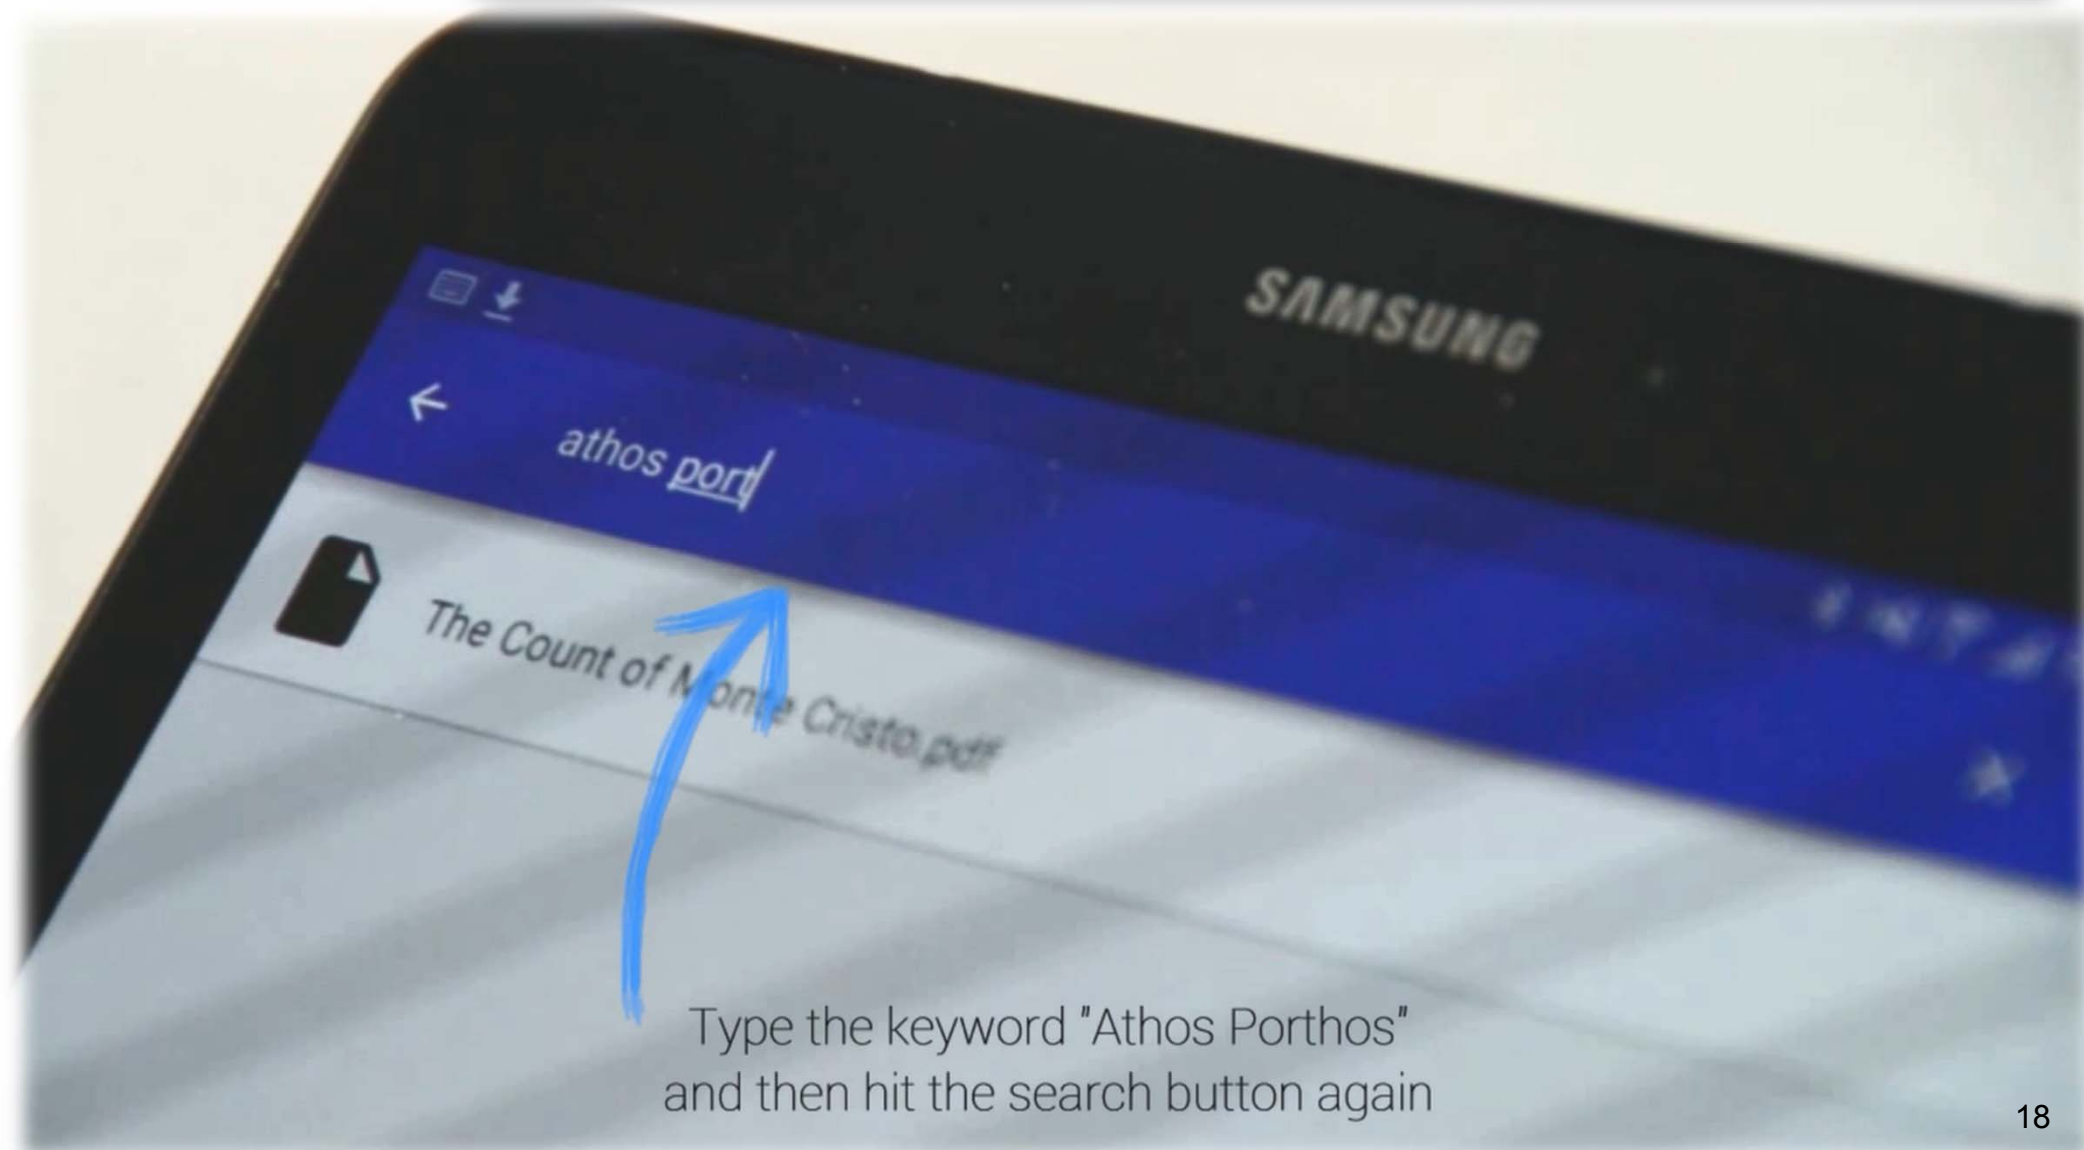 SAMSUNG
athos port
The Count of Monte Cristo.pdf
Type the keyword "Athos Porthos"
and then hit the search button again
18